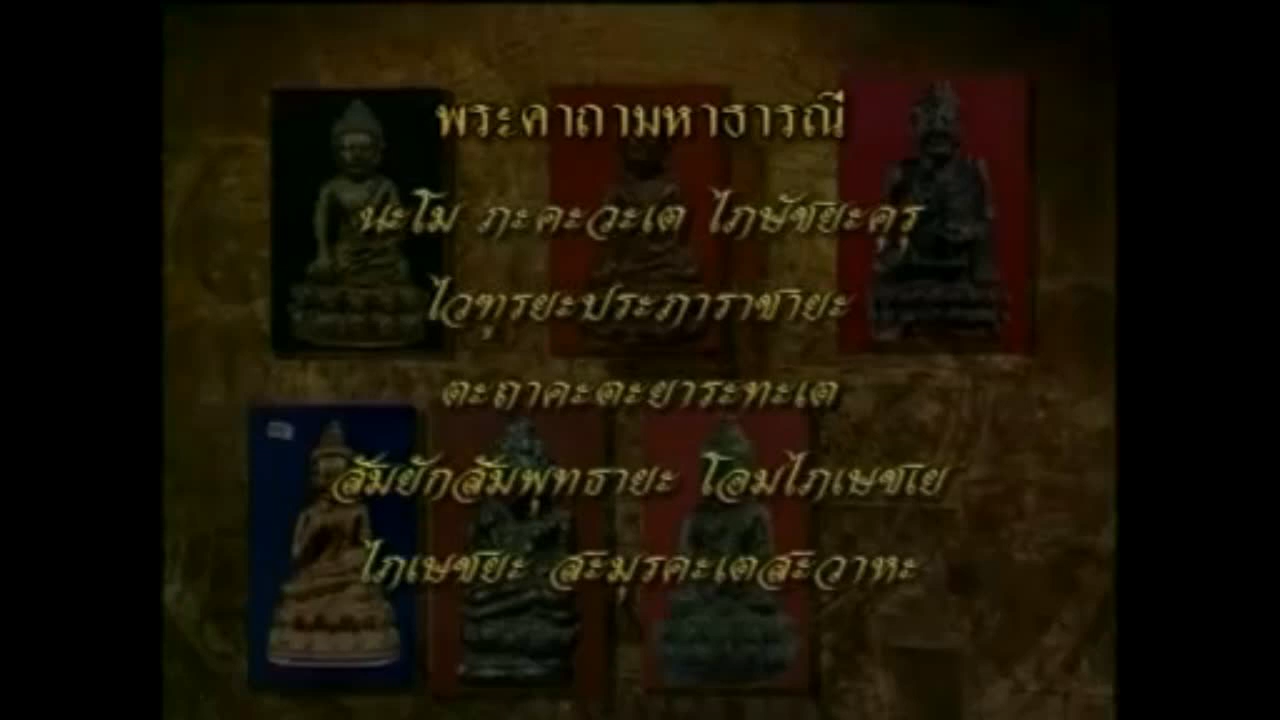 พระคาถามหาธารณี
นะโม ภะคะวะเต ไภษัชยะคุรุ
ไวฑุรยะประภาราชายะ
ตะถาคะตะยาระทะเต
สัมยักสัมพุทธายะ โอมไภเษชเย
ไภเษชยะ สะมุรคะเตสะวาหะ